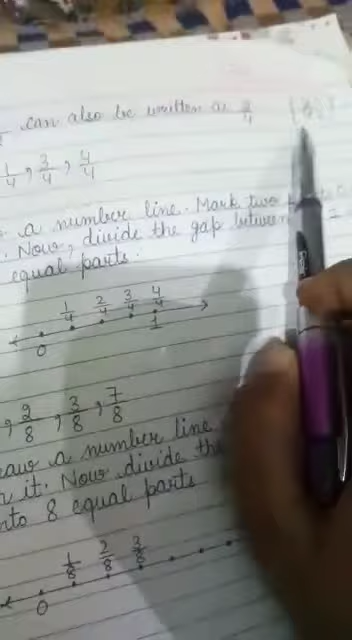 can also be written as 2/4
1/4, 3/4, 4/4
a number line. Mark two
. Now, divide the gap between
equal parts.
1/4 2/4 3/4 4/4
0 1
, 2/8, 3/8, 7/8
draw a number line
it. Now divide the
into 8 equal parts
1/8 2/8 3/8
0